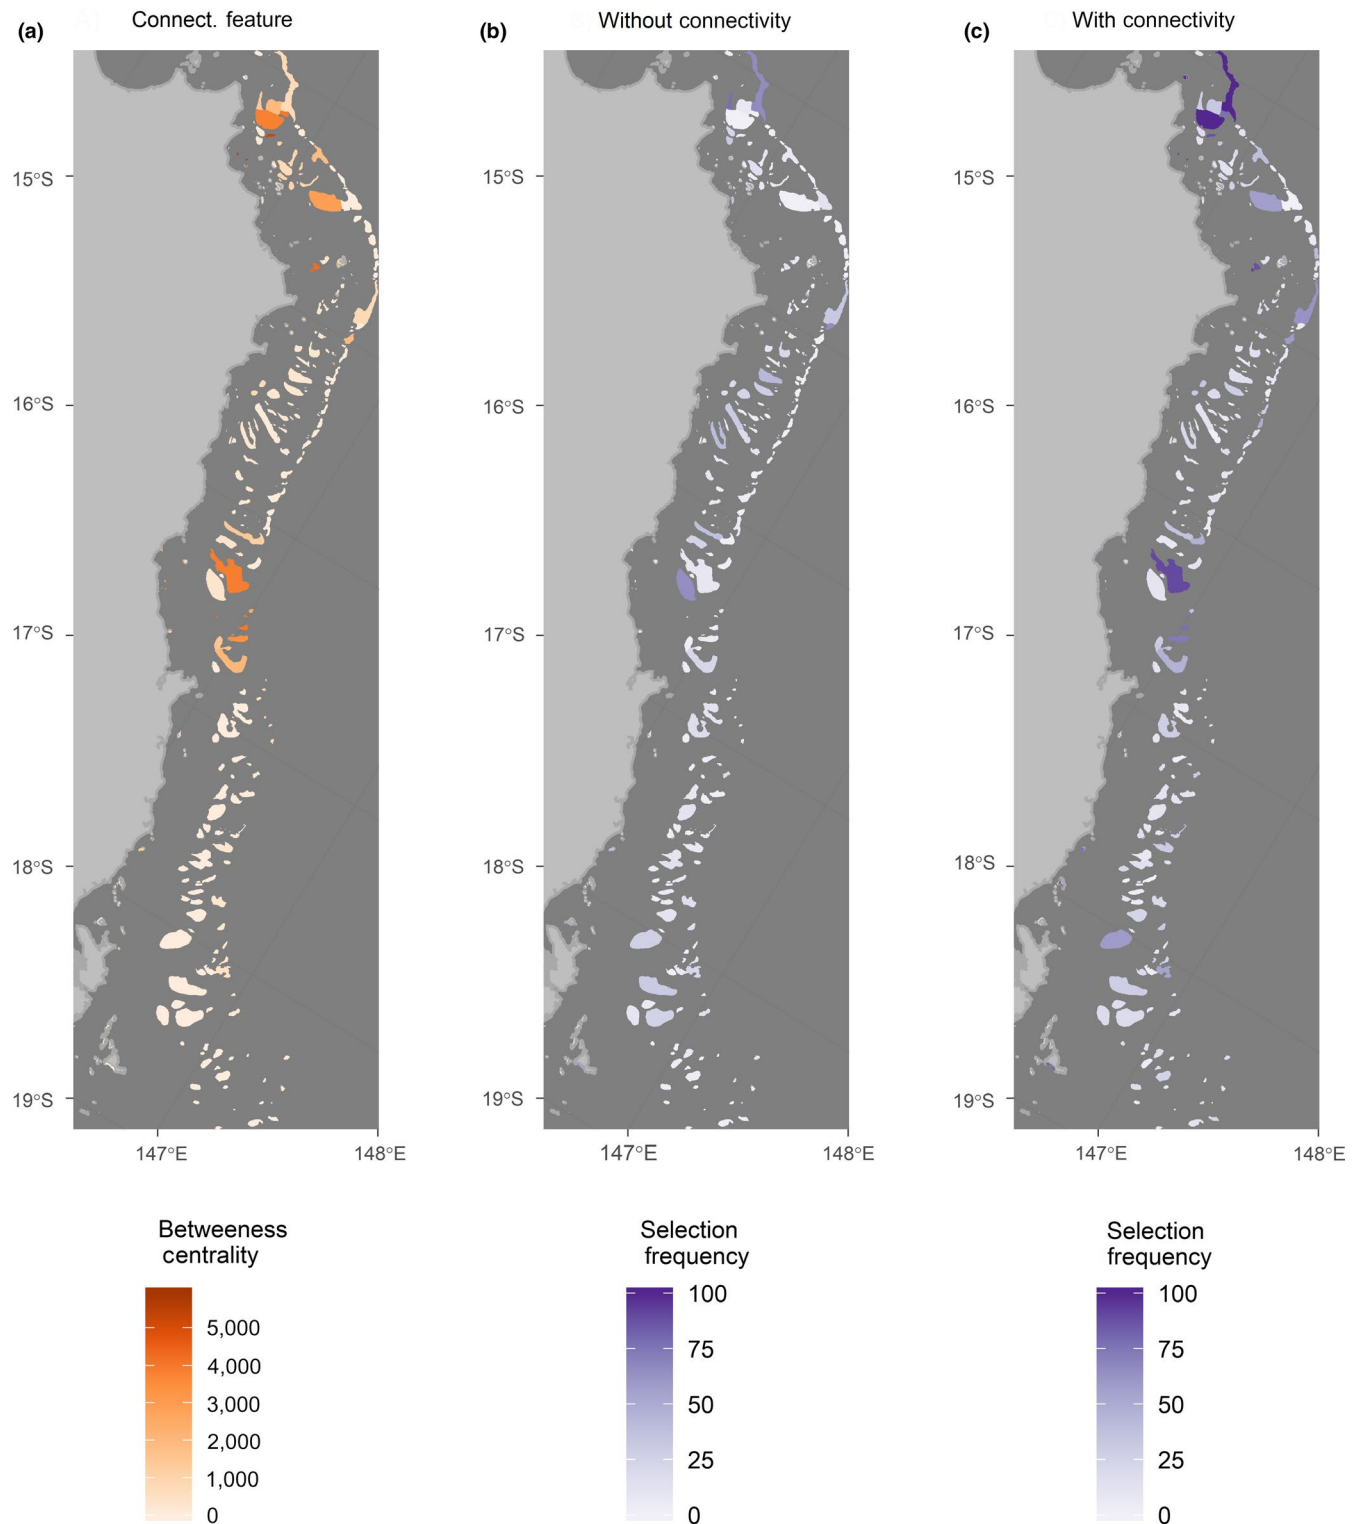 (a) Connect. feature
(b) Without connectivity
(c) With connectivity
15°S
16°S
17°S
18°S
19°S
147°E 148°E
15°S
16°S
17°S
18°S
19°S
147°E 148°E
15°S
16°S
17°S
18°S
19°S
147°E 148°E
Betweeness
centrality
5,000
4,000
3,000
2,000
1,000
0
Selection
frequency
100
75
50
25
0
Selection
frequency
100
75
50
25
0